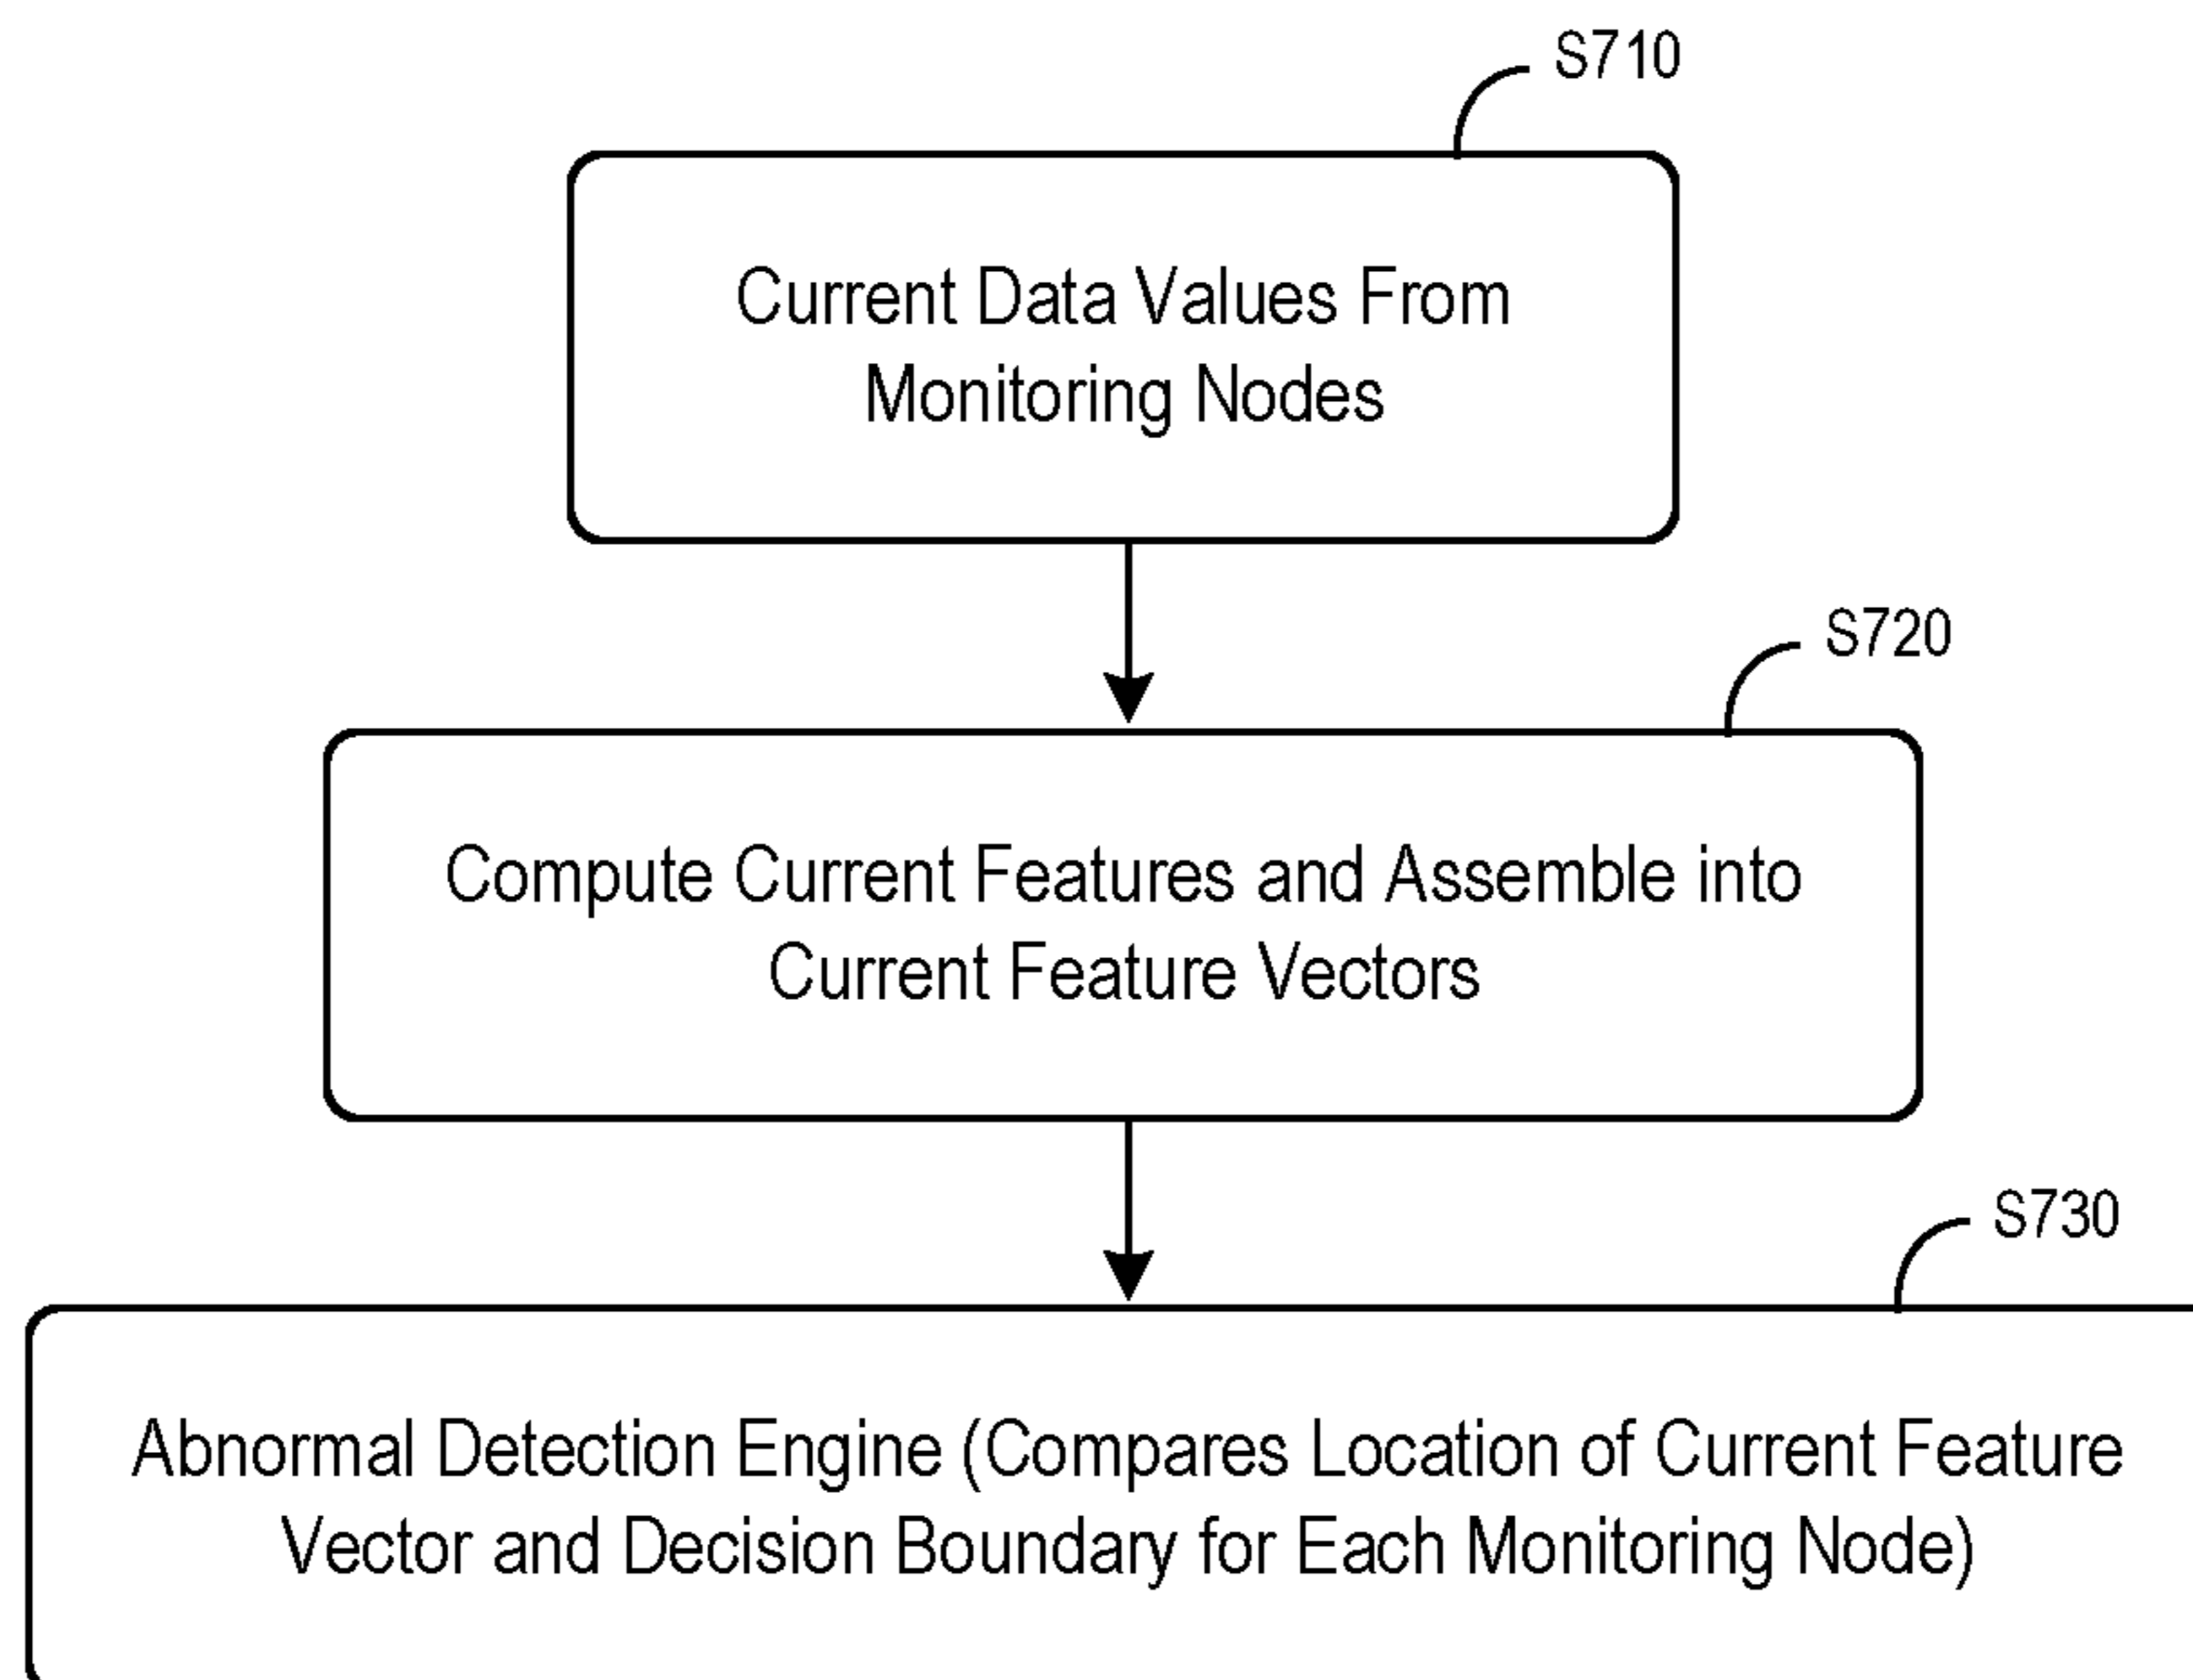 S710
Current Data Values From
Monitoring Nodes
S720
Compute Current Features and Assemble into
Current Feature Vectors
S730
Abnormal Detection Engine (Compares Location of Current Feature
Vector and Decision Boundary for Each Monitoring Node)